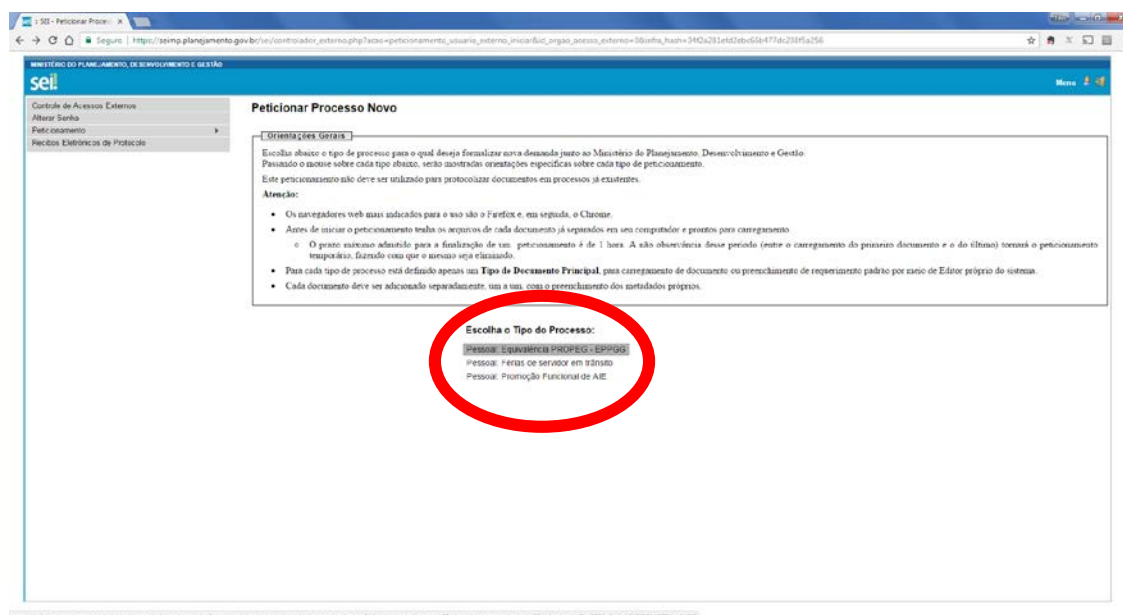 : SEI - Peticionar Proces
Seguro | https://seimp.planejamento.gov.br/sei/controlador_externo.php?acao=peticionamento_usuario_externo_iniciar&id_orgao_acesso_externo=
MINISTÉRIO DO PLANEJAMENTO, DESENVOLVIMENTO E GESTÃO
sei!
Menu
Controle de Acessos Externos
Alterar Senha
Peticionamento
Recibos Eletrônicos de Protocolo
Peticionar Processo Novo
Orientações Gerais
Escolha abaixo o tipo de processo para o qual deseja formalizar nova demanda junto ao Ministério do Planejamento, Desenvolvimento e Gestão.
Passando o mouse sobre cada tipo abaixo, serão mostradas orientações específicas sobre cada tipo de peticionamento.
Este peticionamento não deve ser utilizado para protocolizar documentos em processos já existentes.
Atenção:
• Os navegadores web mais indicados para o uso são o Firefox e, em seguida, o Chrome.
• Antes de iniciar o peticionamento tenha os arquivos de cada documento já separados em seu computador e prontos para carregamento
○ O prazo máximo admitido para a finalização de um peticionamento é de 1 hora. A não observância desse período (entre o carregamento do primeiro documento e o do último) tornará o peticionamento
temporário, fazendo com que o mesmo seja eliminado.
• Para cada tipo de processo está definido apenas um Tipo de Documento Principal, para carregamento de documento ou preenchimento de requerimento padrão por meio de Editor próprio do sistema.
• Cada documento deve ser adicionado separadamente, um a um, com o preenchimento dos metadados próprios.
Escolha o Tipo do Processo:
Pessoal: Equivalência PROPEG - EPPGG
Pessoal: Férias de servidor em trânsito
Pessoal: Promoção Funcional de AIE